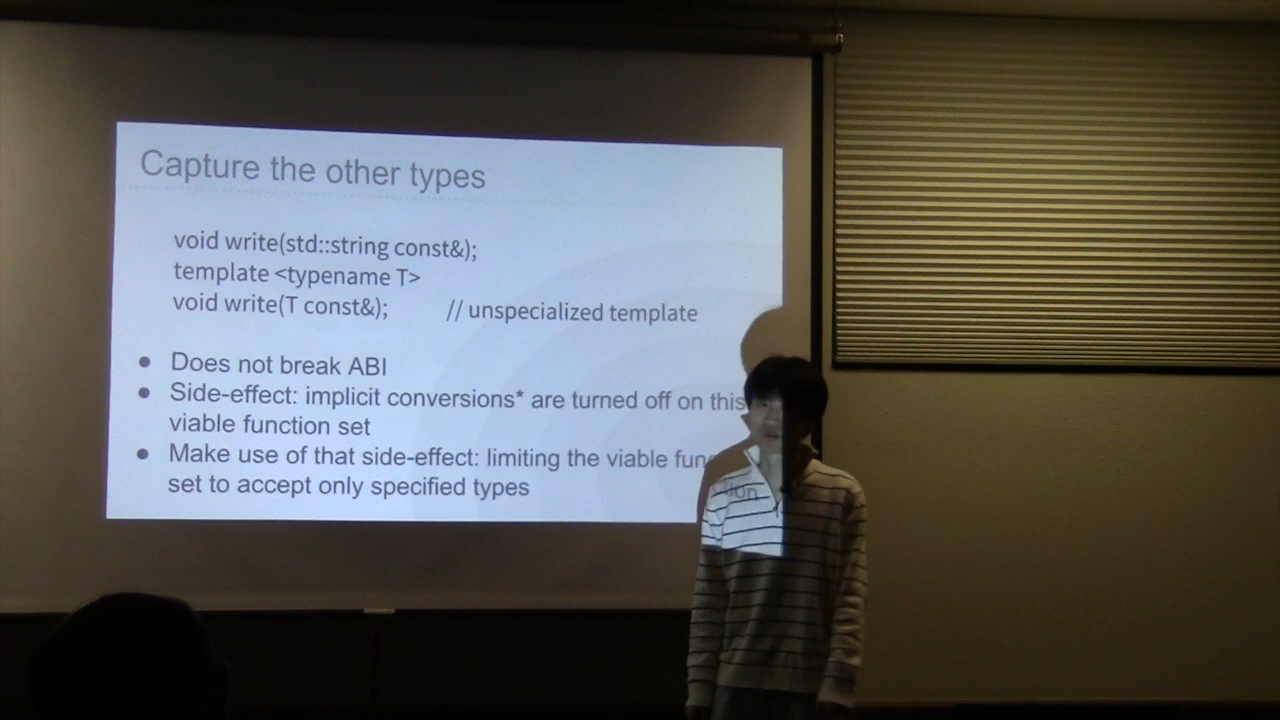 Capture the other types
void write(std::string const&);
template <typename T>
void write(T const&); // unspecialized template
● Does not break ABI
● Side-effect: implicit conversions* are turned off on this
viable function set
● Make use of that side-effect: limiting the viable function
set to accept only specified types